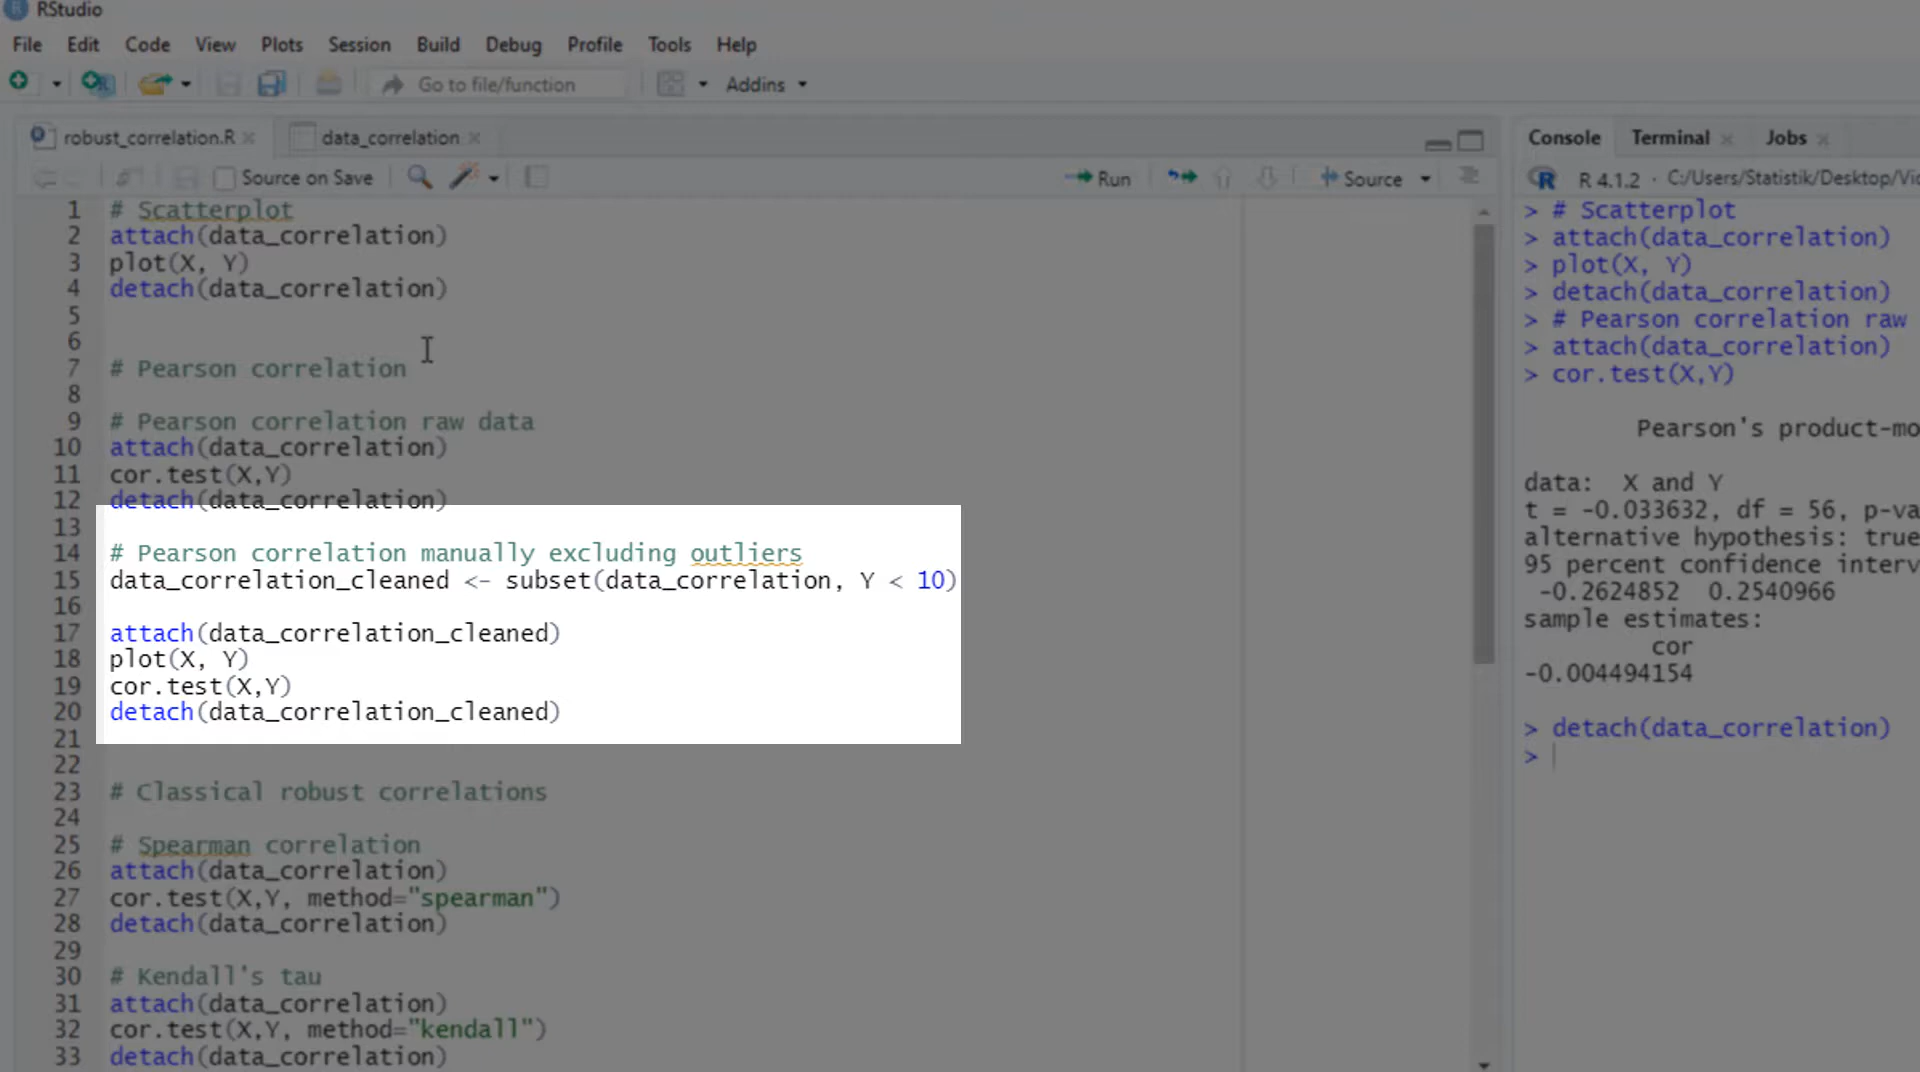 RStudio
File Edit Code View Plots Session Build Debug Profile Tools Help
Go to file/function Addins
robust_correlation.R data_correlation
Source on Save Run Source
1 # Scatterplot
2 attach(data_correlation)
3 plot(X, Y)
4 detach(data_correlation)
5
6
7 # Pearson correlation
8
9 # Pearson correlation raw data
10 attach(data_correlation)
11 cor.test(X,Y)
12 detach(data_correlation)
13
14 # Pearson correlation manually excluding outliers
15 data_correlation_cleaned <- subset(data_correlation, Y < 10)
16
17 attach(data_correlation_cleaned)
18 plot(X, Y)
19 cor.test(X,Y)
20 detach(data_correlation_cleaned)
21
22
23 # Classical robust correlations
24
25 # Spearman correlation
26 attach(data_correlation)
27 cor.test(X,Y, method="spearman")
28 detach(data_correlation)
29
30 # Kendall's tau
31 attach(data_correlation)
32 cor.test(X,Y, method="kendall")
33 detach(data_correlation)
Console Terminal Jobs
R 4.1.2 · C:/Users/Statistik/Desktop/Vi
> # Scatterplot
> attach(data_correlation)
> plot(X, Y)
> detach(data_correlation)
> # Pearson correlation raw
> attach(data_correlation)
> cor.test(X,Y)
Pearson's product-mo
data: X and Y
t = -0.033632, df = 56, p-va
alternative hypothesis: true
95 percent confidence interv
-0.2624852 0.2540966
sample estimates:
cor
-0.004494154
> detach(data_correlation)
>